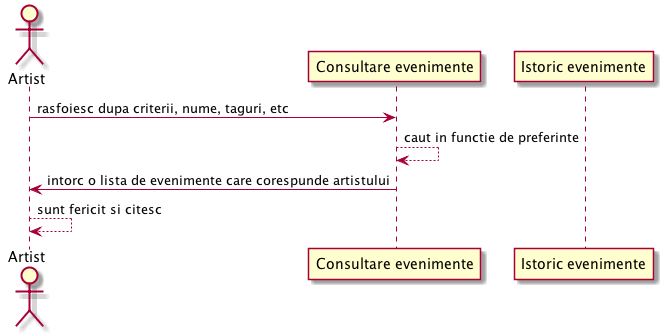 Artist
Consultare evenimente
Istoric evenimente
rasfoiesc dupa criterii, nume, taguri, etc
caut in functie de preferinte
intorc o lista de evenimente care corespunde artistului
sunt fericit si citesc
Artist
Consultare evenimente
Istoric evenimente